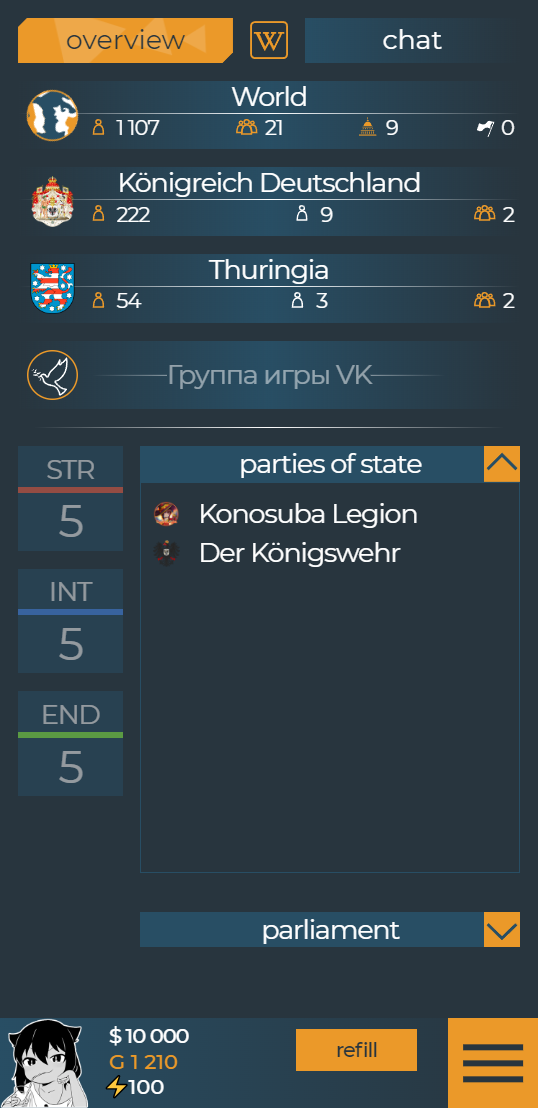 overview
W
chat
World
1 107
21
9
0
Königreich Deutschland
222
9
2
Thuringia
54
3
2
Группа игры VK
STR
5
INT
5
END
5
parties of state
Konosuba Legion
Der Königswehr
parliament
$ 10 000
G 1 210
100
refill